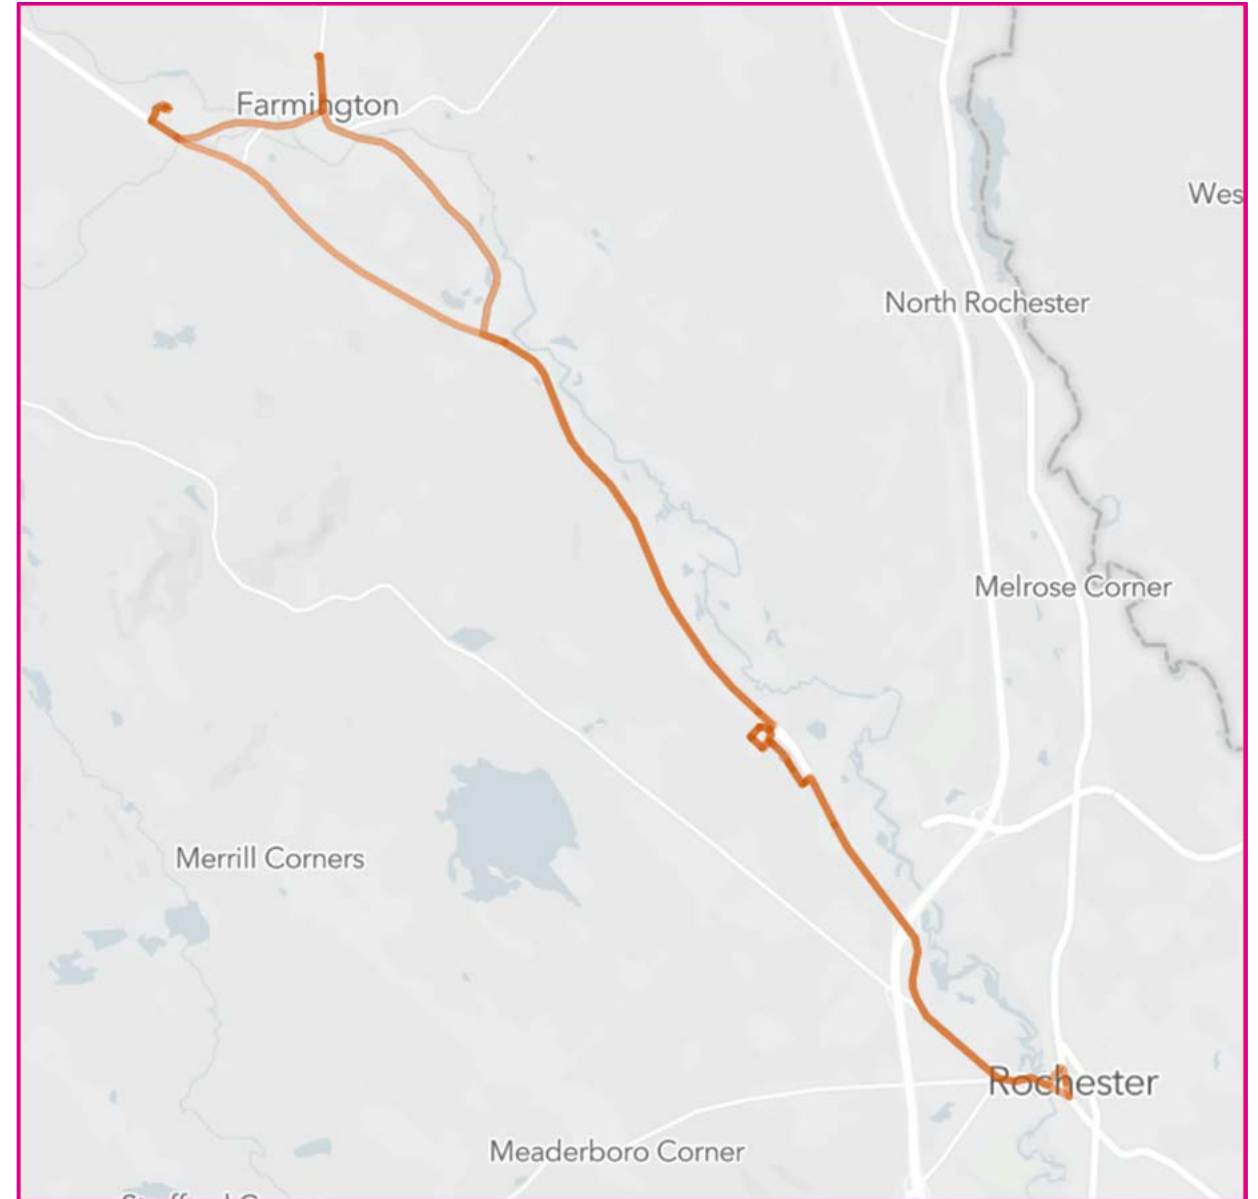 Farmington
Wes
North Rochester
Melrose Corner
Merrill Corners
Rochester
Meaderboro Corner